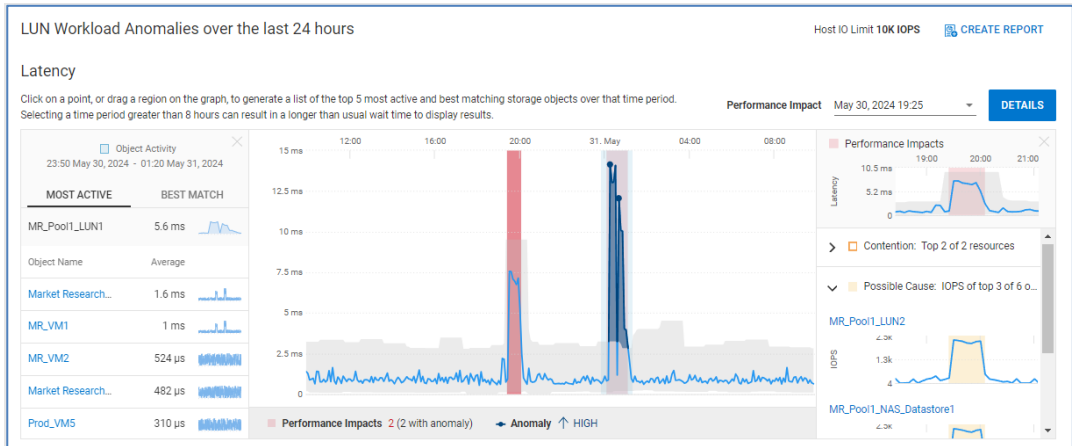 LUN Workload Anomalies over the last 24 hours
Host IO Limit 10K IOPS
CREATE REPORT
Latency
Click on a point, or drag a region on the graph, to generate a list of the top 5 most active and best matching storage objects over that time period.
Selecting a time period greater than 8 hours can result in a longer than usual wait time to display results.
Performance Impact May 30, 2024 19:25
DETAILS
Object Activity
23:50 May 30, 2024 - 01:20 May 31, 2024
MOST ACTIVE BEST MATCH
MR_Pool1_LUN1 5.6 ms
Object Name Average
Market Research... 1.6 ms
MR_VM1 1 ms
MR_VM2 524 µs
Market Research... 482 µs
Prod_VM5 310 µs
12:00 16:00 20:00 31. May 04:00 08:00
15 ms
12.5 ms
10 ms
7.5 ms
5 ms
2.5 ms
0
Performance Impacts 2 (2 with anomaly) Anomaly HIGH
Performance Impacts
19:00 20:00 21:00
Latency
10.5 ms
5.2 ms
0
Contention: Top 2 of 2 resources
Possible Cause: IOPS of top 3 of 6 o...
MR_Pool1_LUN2
IOPS
2.5K
1.3k
4
MR_Pool1_NAS_Datastore1
2.5K